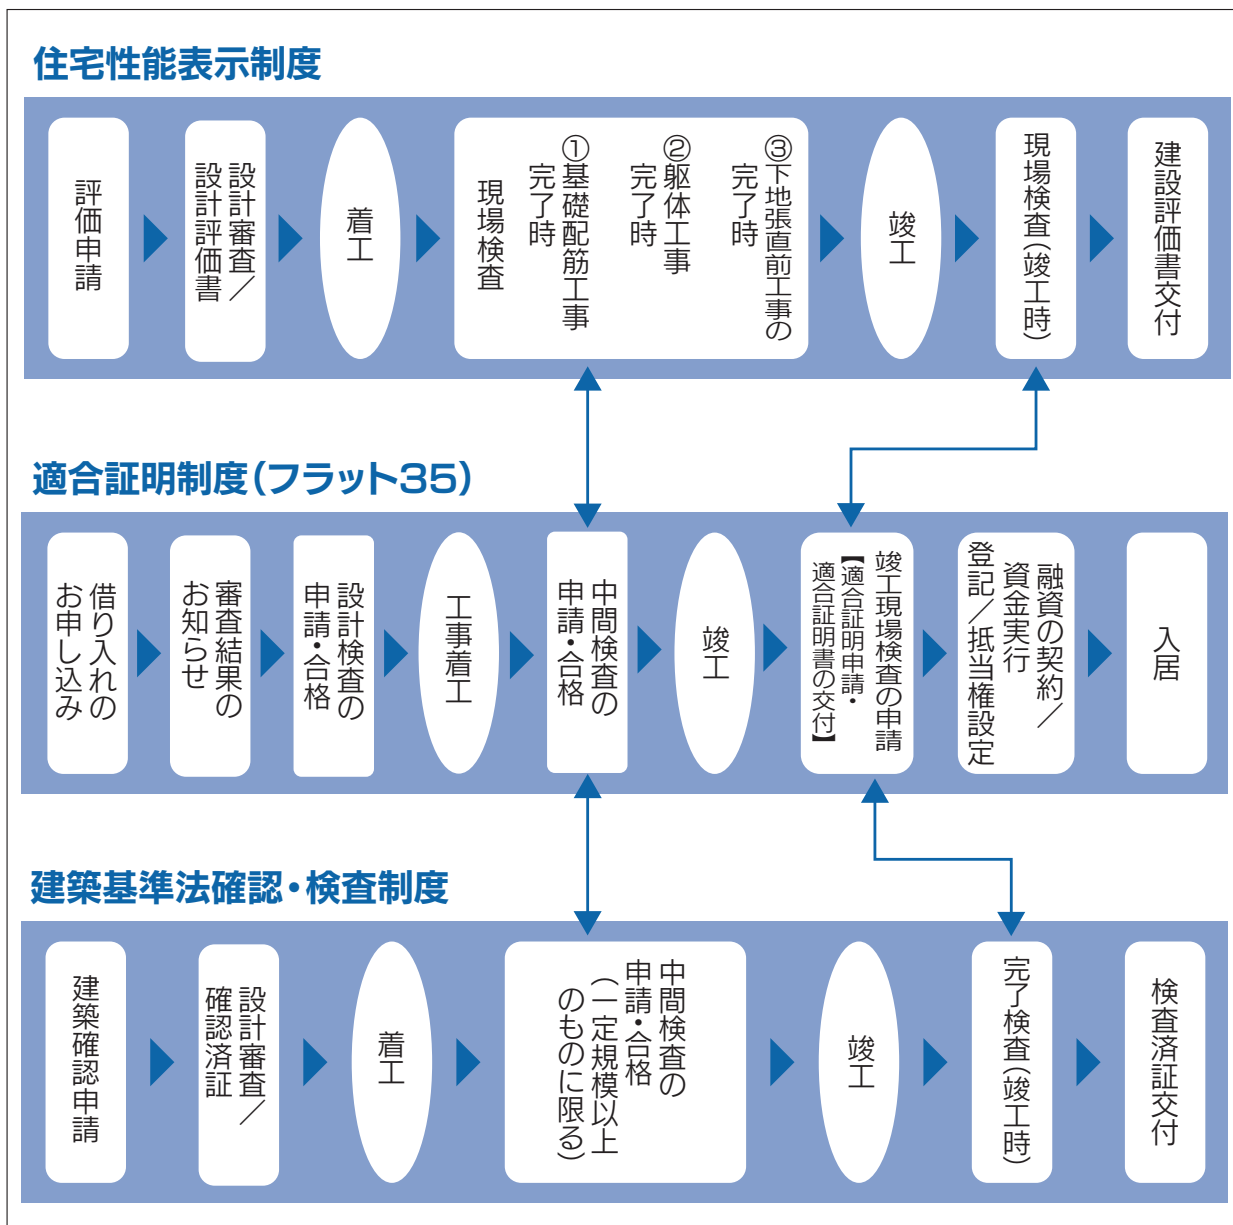 住宅性能表示制度
評価申請
設計審査／
設計評価書
着工
現場検査
①基礎配筋工事
完了時
②躯体工事
完了時
③下地張直前工事の
完了時
竣工
現場検査（竣工時）
建設評価書交付
適合証明制度（フラット35）
借り入れの
お申し込み
審査結果の
お知らせ
設計検査の
申請・合格
工事着工
中間検査の
申請・合格
竣工
竣工現場検査の申請
【適合証明申請・
適合証明書の交付】
融資の契約／
資金実行
登記／抵当権設定
入居
建築基準法確認・検査制度
建築確認申請
設計審査／
確認済証
着工
中間検査の
申請・合格
（一定規模以上
のものに限る）
竣工
完了検査（竣工時）
検査済証交付